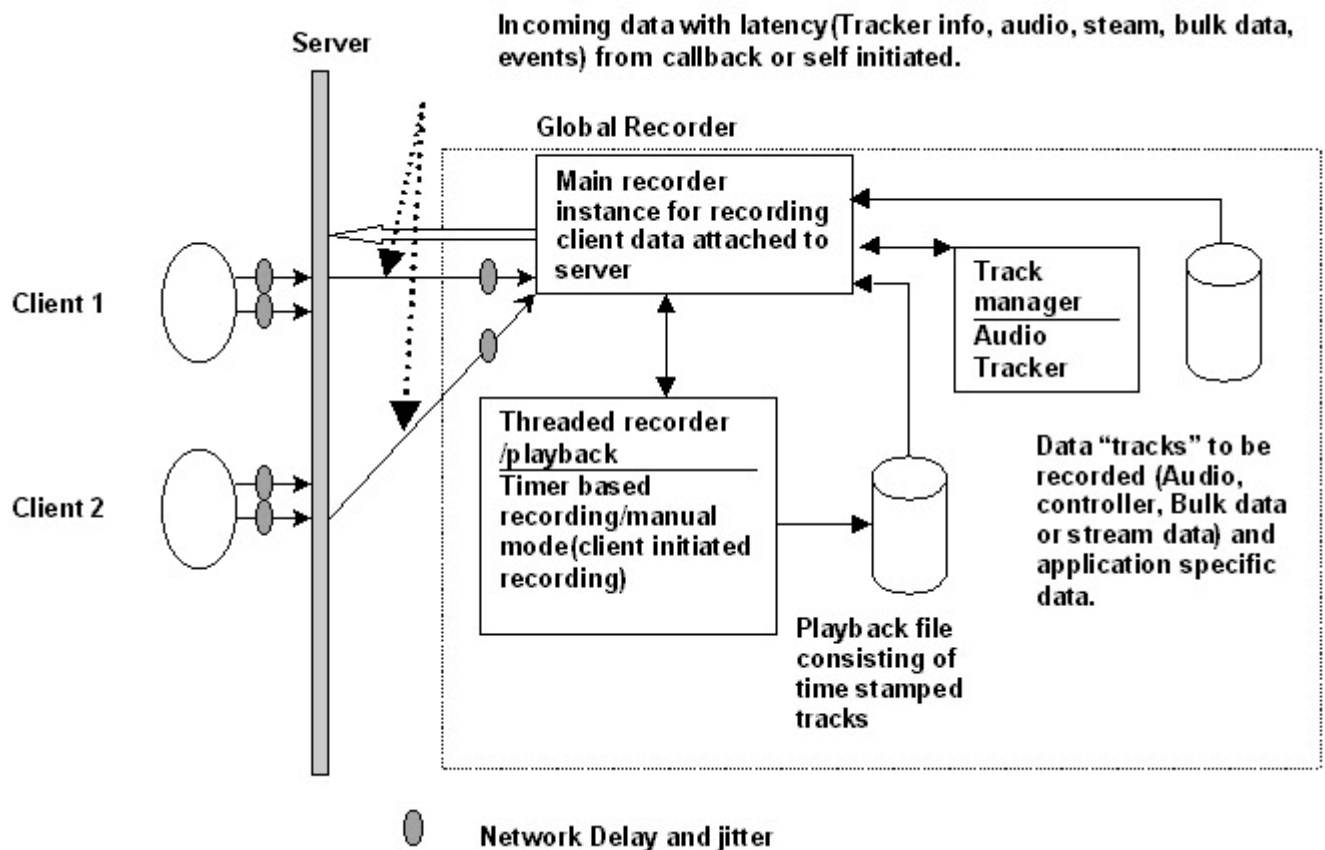 Incoming data with latency(Tracker info, audio, steam, bulk data,
events) from callback or self initiated.
Server
Global Recorder
Main recorder
instance for recording
client data attached to
server
Track
manager
Audio
Tracker
Client 1
Threaded recorder
/playback
Timer based
recording/manual
mode(client initiated
recording)
Data “tracks” to be
recorded (Audio,
controller, Bulk data
or stream data) and
application specific
data.
Client 2
Playback file
consisting of
time stamped
tracks
Network Delay and jitter